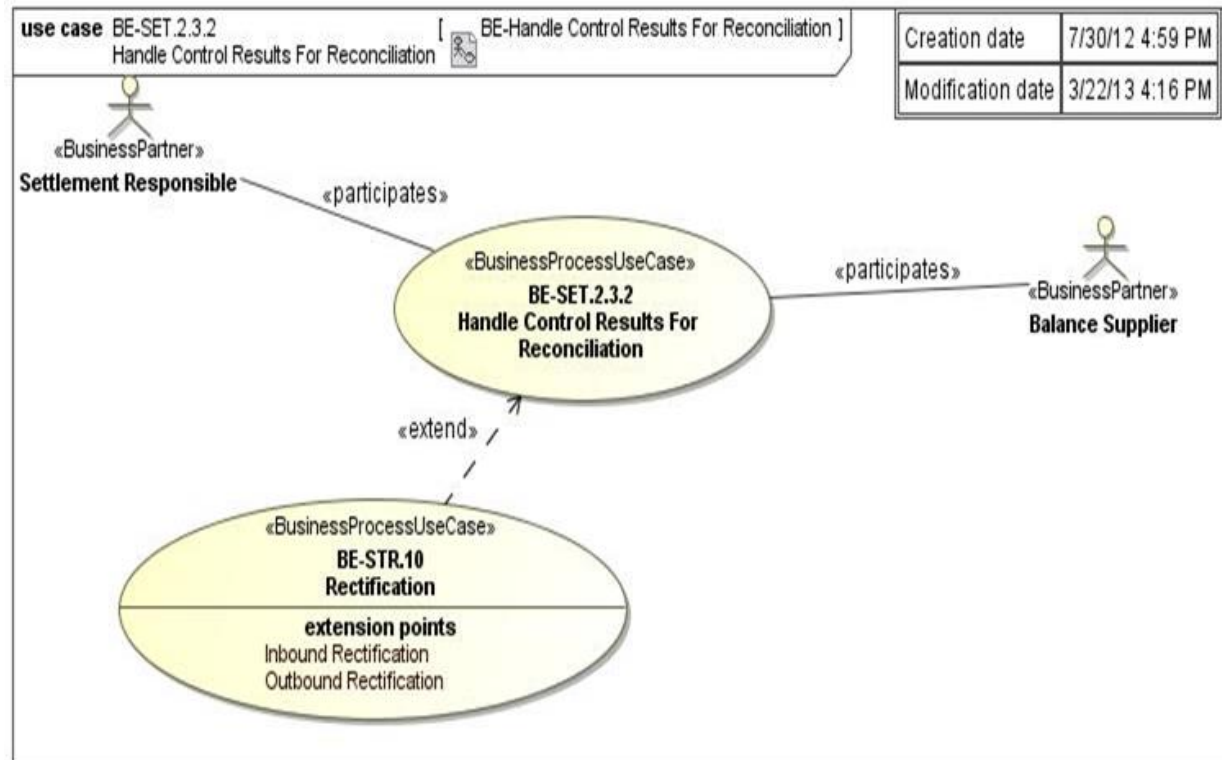 use case BE-SET.2.3.2 [ BE-Handle Control Results For Reconciliation ]
Handle Control Results For Reconciliation
Creation date 7/30/12 4:59 PM
Modification date 3/22/13 4:16 PM
«BusinessPartner»
Settlement Responsible
«participates»
«BusinessProcessUseCase»
BE-SET.2.3.2
Handle Control Results For
Reconciliation
«participates»
«BusinessPartner»
Balance Supplier
«extend»
«BusinessProcessUseCase»
BE-STR.10
Rectification
extension points
Inbound Rectification
Outbound Rectification